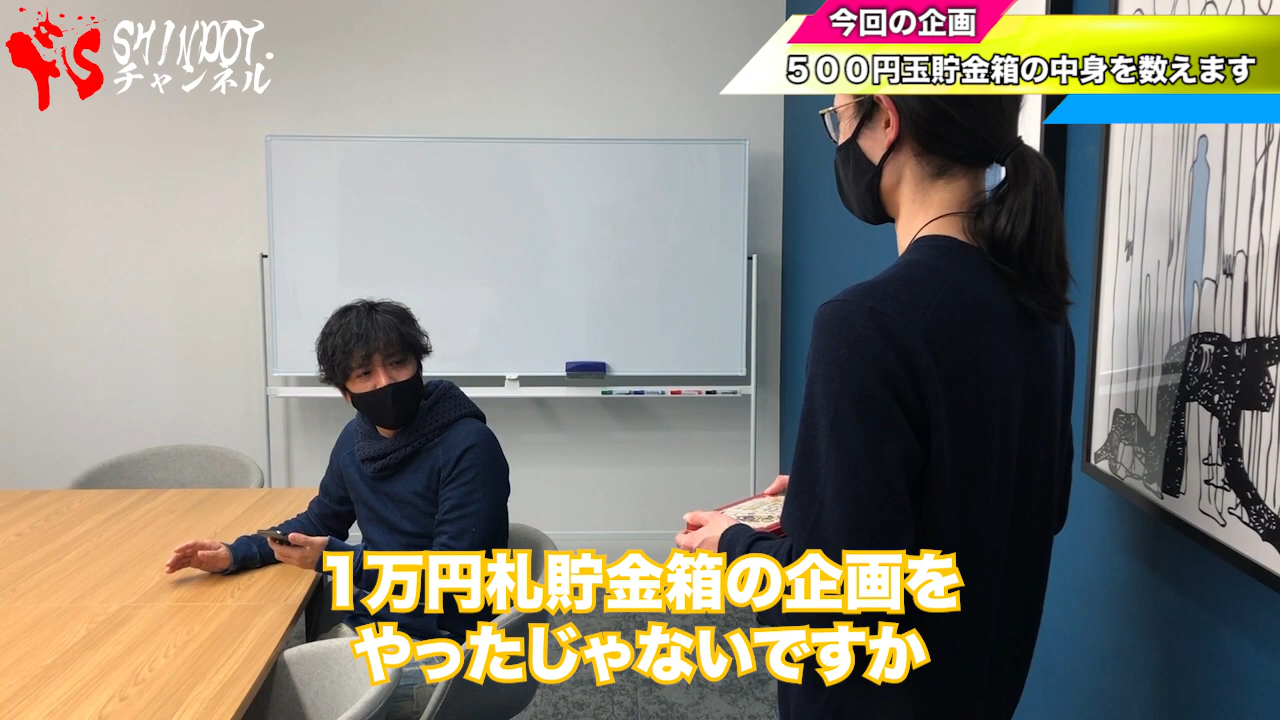 SHINDOT.
チャンネル
今回の企画
５００円玉貯金箱の中身を数えます
1万円札貯金箱の企画を
やったじゃないですか